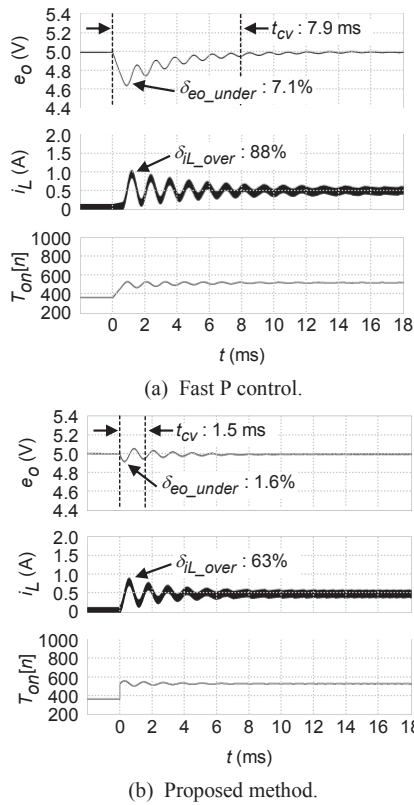 5.4
5.2
5.0
4.8
4.6
4.4
e_o (V)
t_cv : 7.9 ms
δ_eo_under : 7.1%
2.0
1.5
1.0
0.5
0
i_L (A)
δ_iL_over : 88%
1000
800
600
400
200
T_on[n]
0 2 4 6 8 10 12 14 16 18
t (ms)
(a) Fast P control.
5.4
5.2
5.0
4.8
4.6
4.4
e_o (V)
t_cv : 1.5 ms
δ_eo_under : 1.6%
2.0
1.5
1.0
0.5
0
i_L (A)
δ_iL_over : 63%
1000
800
600
400
200
T_on[n]
0 2 4 6 8 10 12 14 16 18
t (ms)
(b) Proposed method.